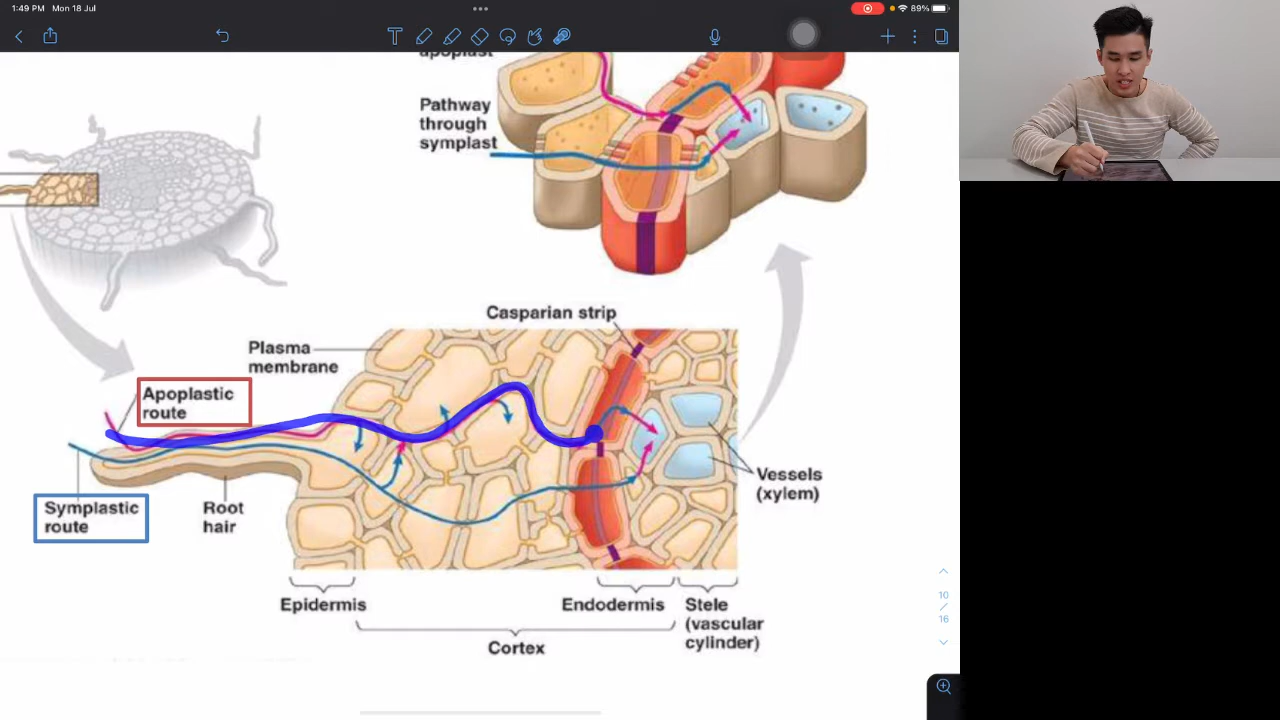 1:49 PM Mon 18 Jul
89%
apoplast
Pathway
through
symplast
Casparian strip
Plasma
membrane
Apoplastic
route
Symplastic
route
Root
hair
Vessels
(xylem)
Epidermis
Endodermis
Stele
(vascular
cylinder)
Cortex
10
/
16